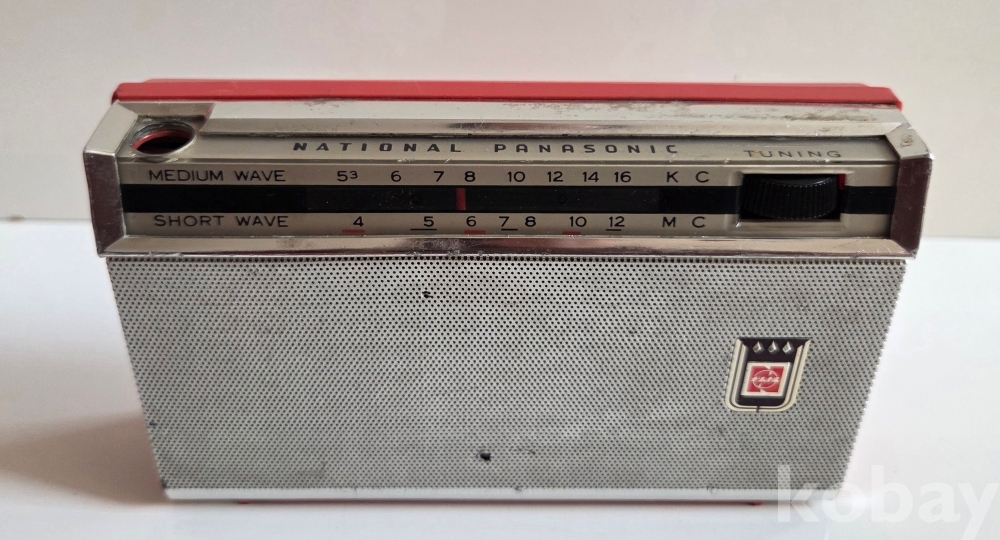 NATIONAL PANASONIC
TUNING
MEDIUM WAVE 53 6 7 8 10 12 14 16 KC
SHORT WAVE 4 5 6 7 8 10 12 MC
kobay